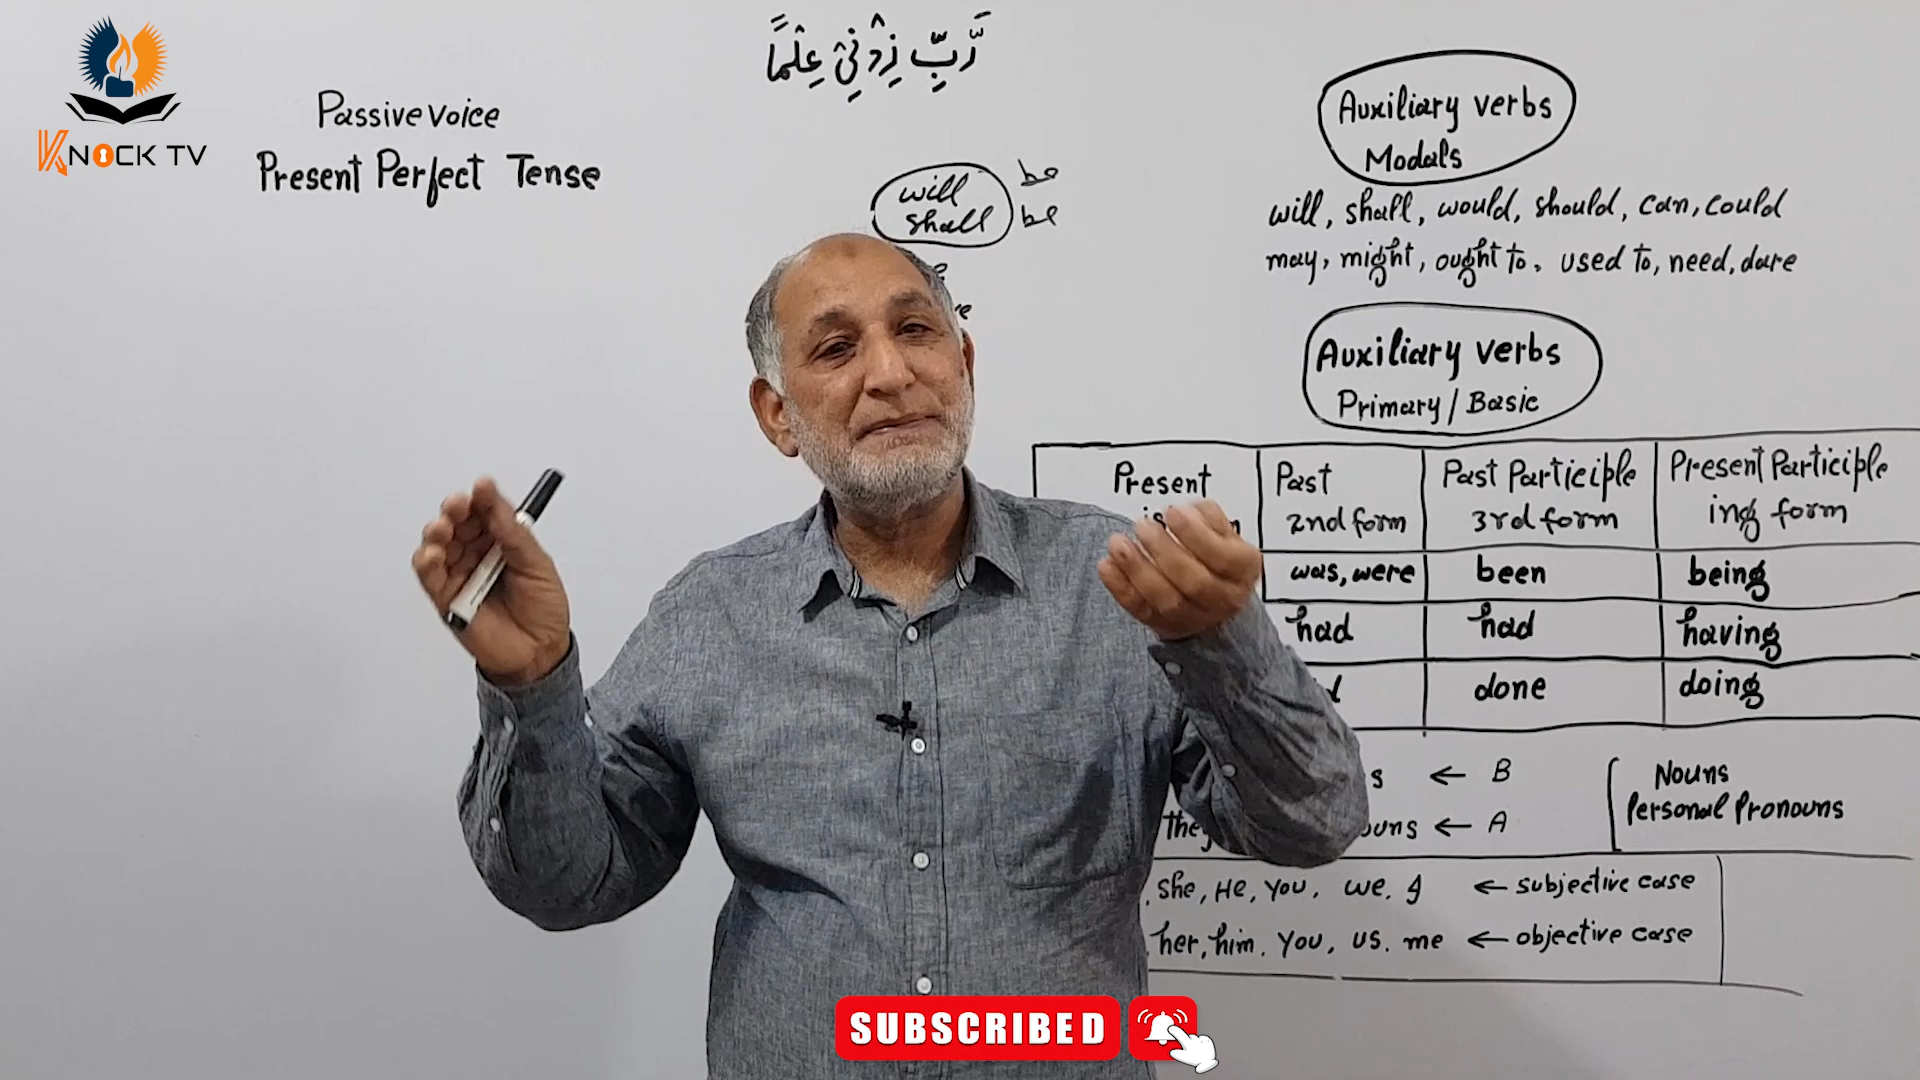 رَّبِّ زِدْنِیْ عِلْمًا
KNOCK TV
Passive Voice
Present Perfect Tense
will be
shall be
Auxiliary verbs
Modals
will, shall, would, should, can, could
may, might, ought to, used to, need, dare
Auxiliary verbs
Primary / Basic
Present Past Past Participle Present Participle
2nd form 3rd form ing form
was, were been being
had had having
done doing
← B Nouns
← A Personal Pronouns
she, He, You, we, I ← subjective case
her, him. You, us. me ← objective case
SUBSCRIBED